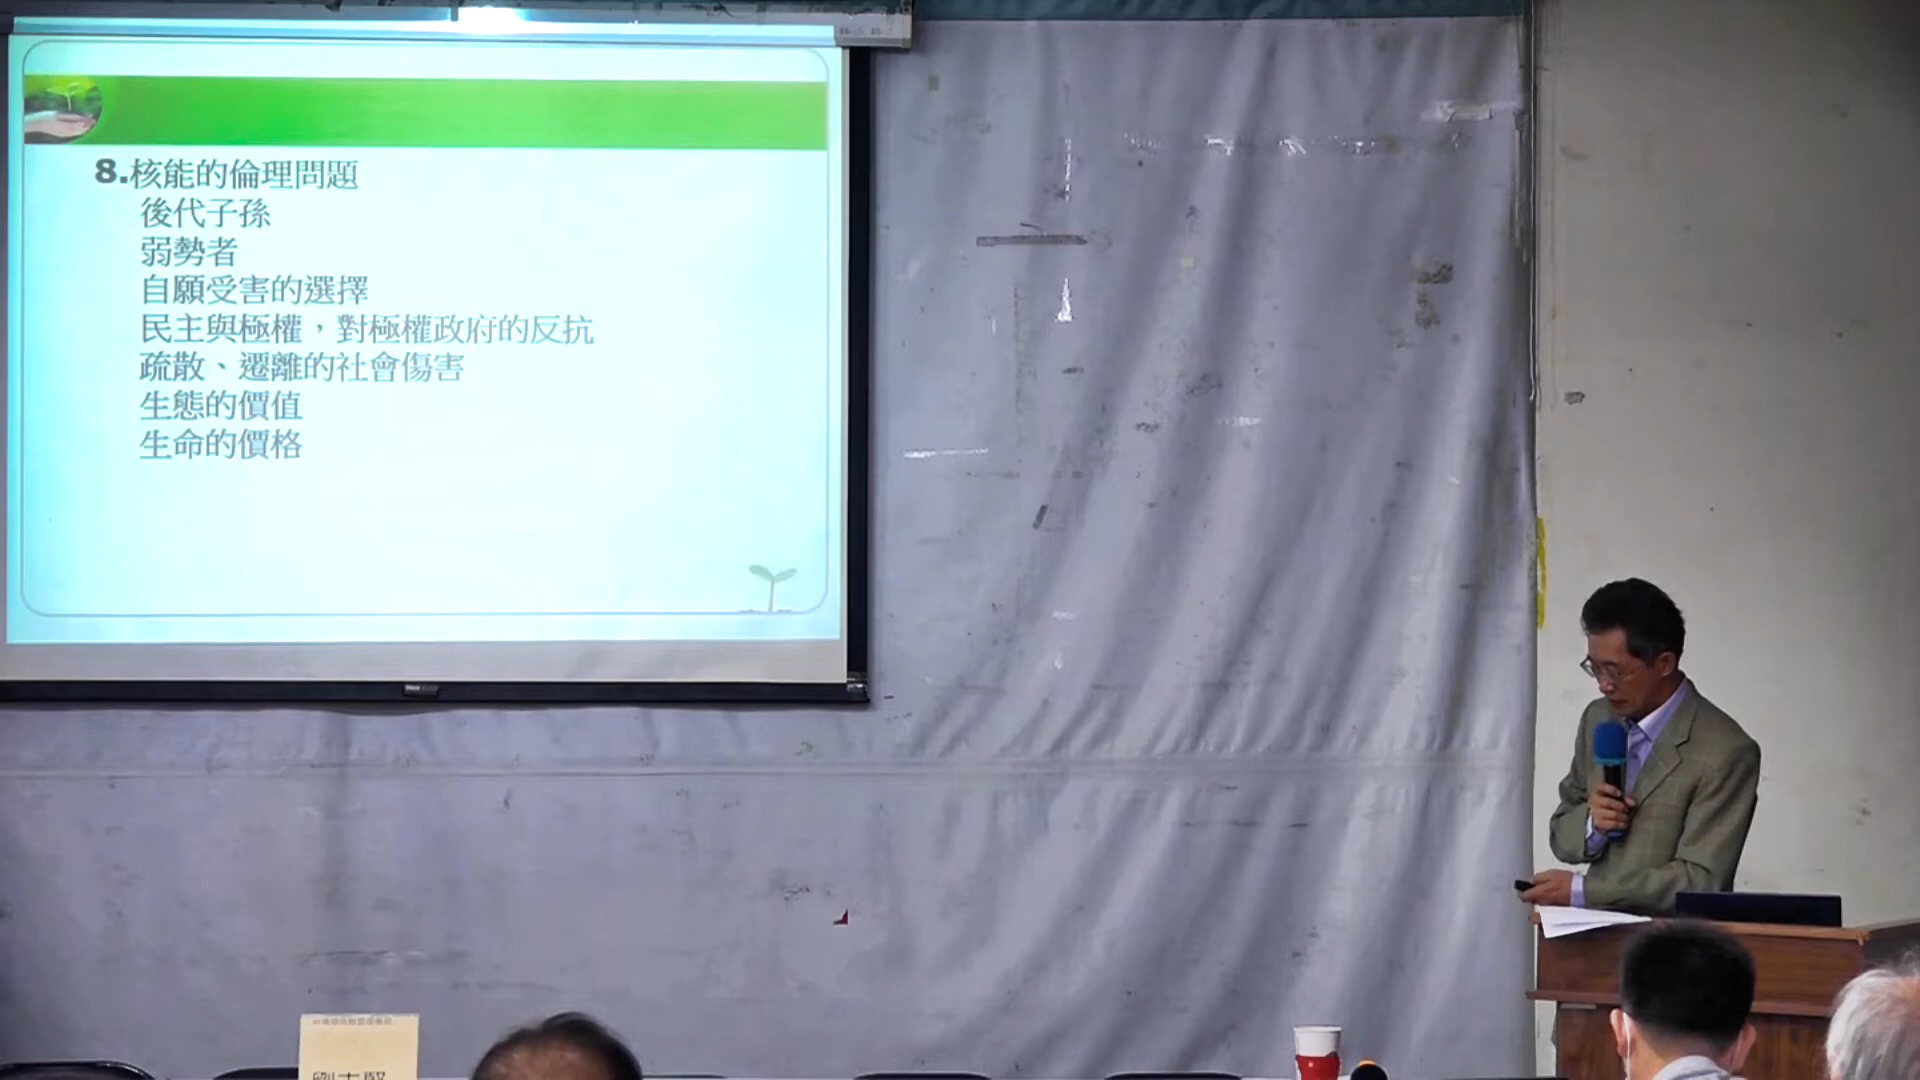 8.核能的倫理問題
後代子孫
弱勢者
自願受害的選擇
民主與極權，對極權政府的反抗
疏散、遷離的社會傷害
生態的價值
生命的價格